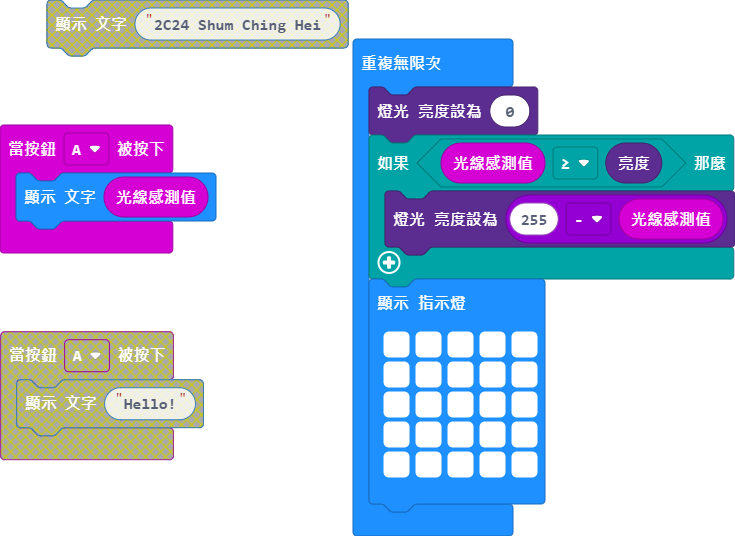 顯示 文字 "2C24 Shum Ching Hei"
當按鈕 A 被按下
顯示 文字 光線感測值
當按鈕 A 被按下
顯示 文字 "Hello!"
重複無限次
燈光 亮度設為 0
如果 光線感測值 ≥ 亮度 那麼
燈光 亮度設為 255 - 光線感測值
顯示 指示燈